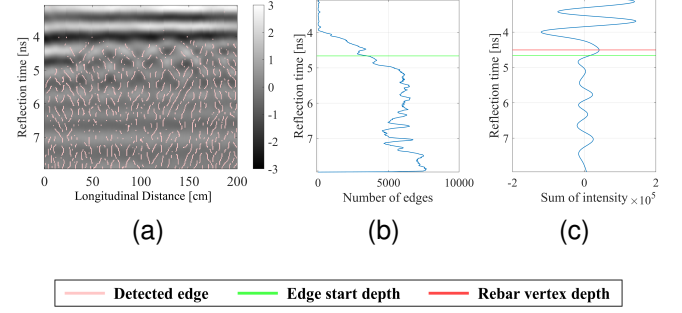 3
2
1
0
-1
-2
-3
4
5
6
7
Reflection time [ns]
0 50 100 150 200
Longitudinal Distance [cm]
(a)
4
5
6
7
Reflection time [ns]
0 5000 10000
Number of edges
(b)
4
5
6
7
Reflection time [ns]
-2 0 2
Sum of intensity ×10⁵
(c)
Detected edge Edge start depth Rebar vertex depth